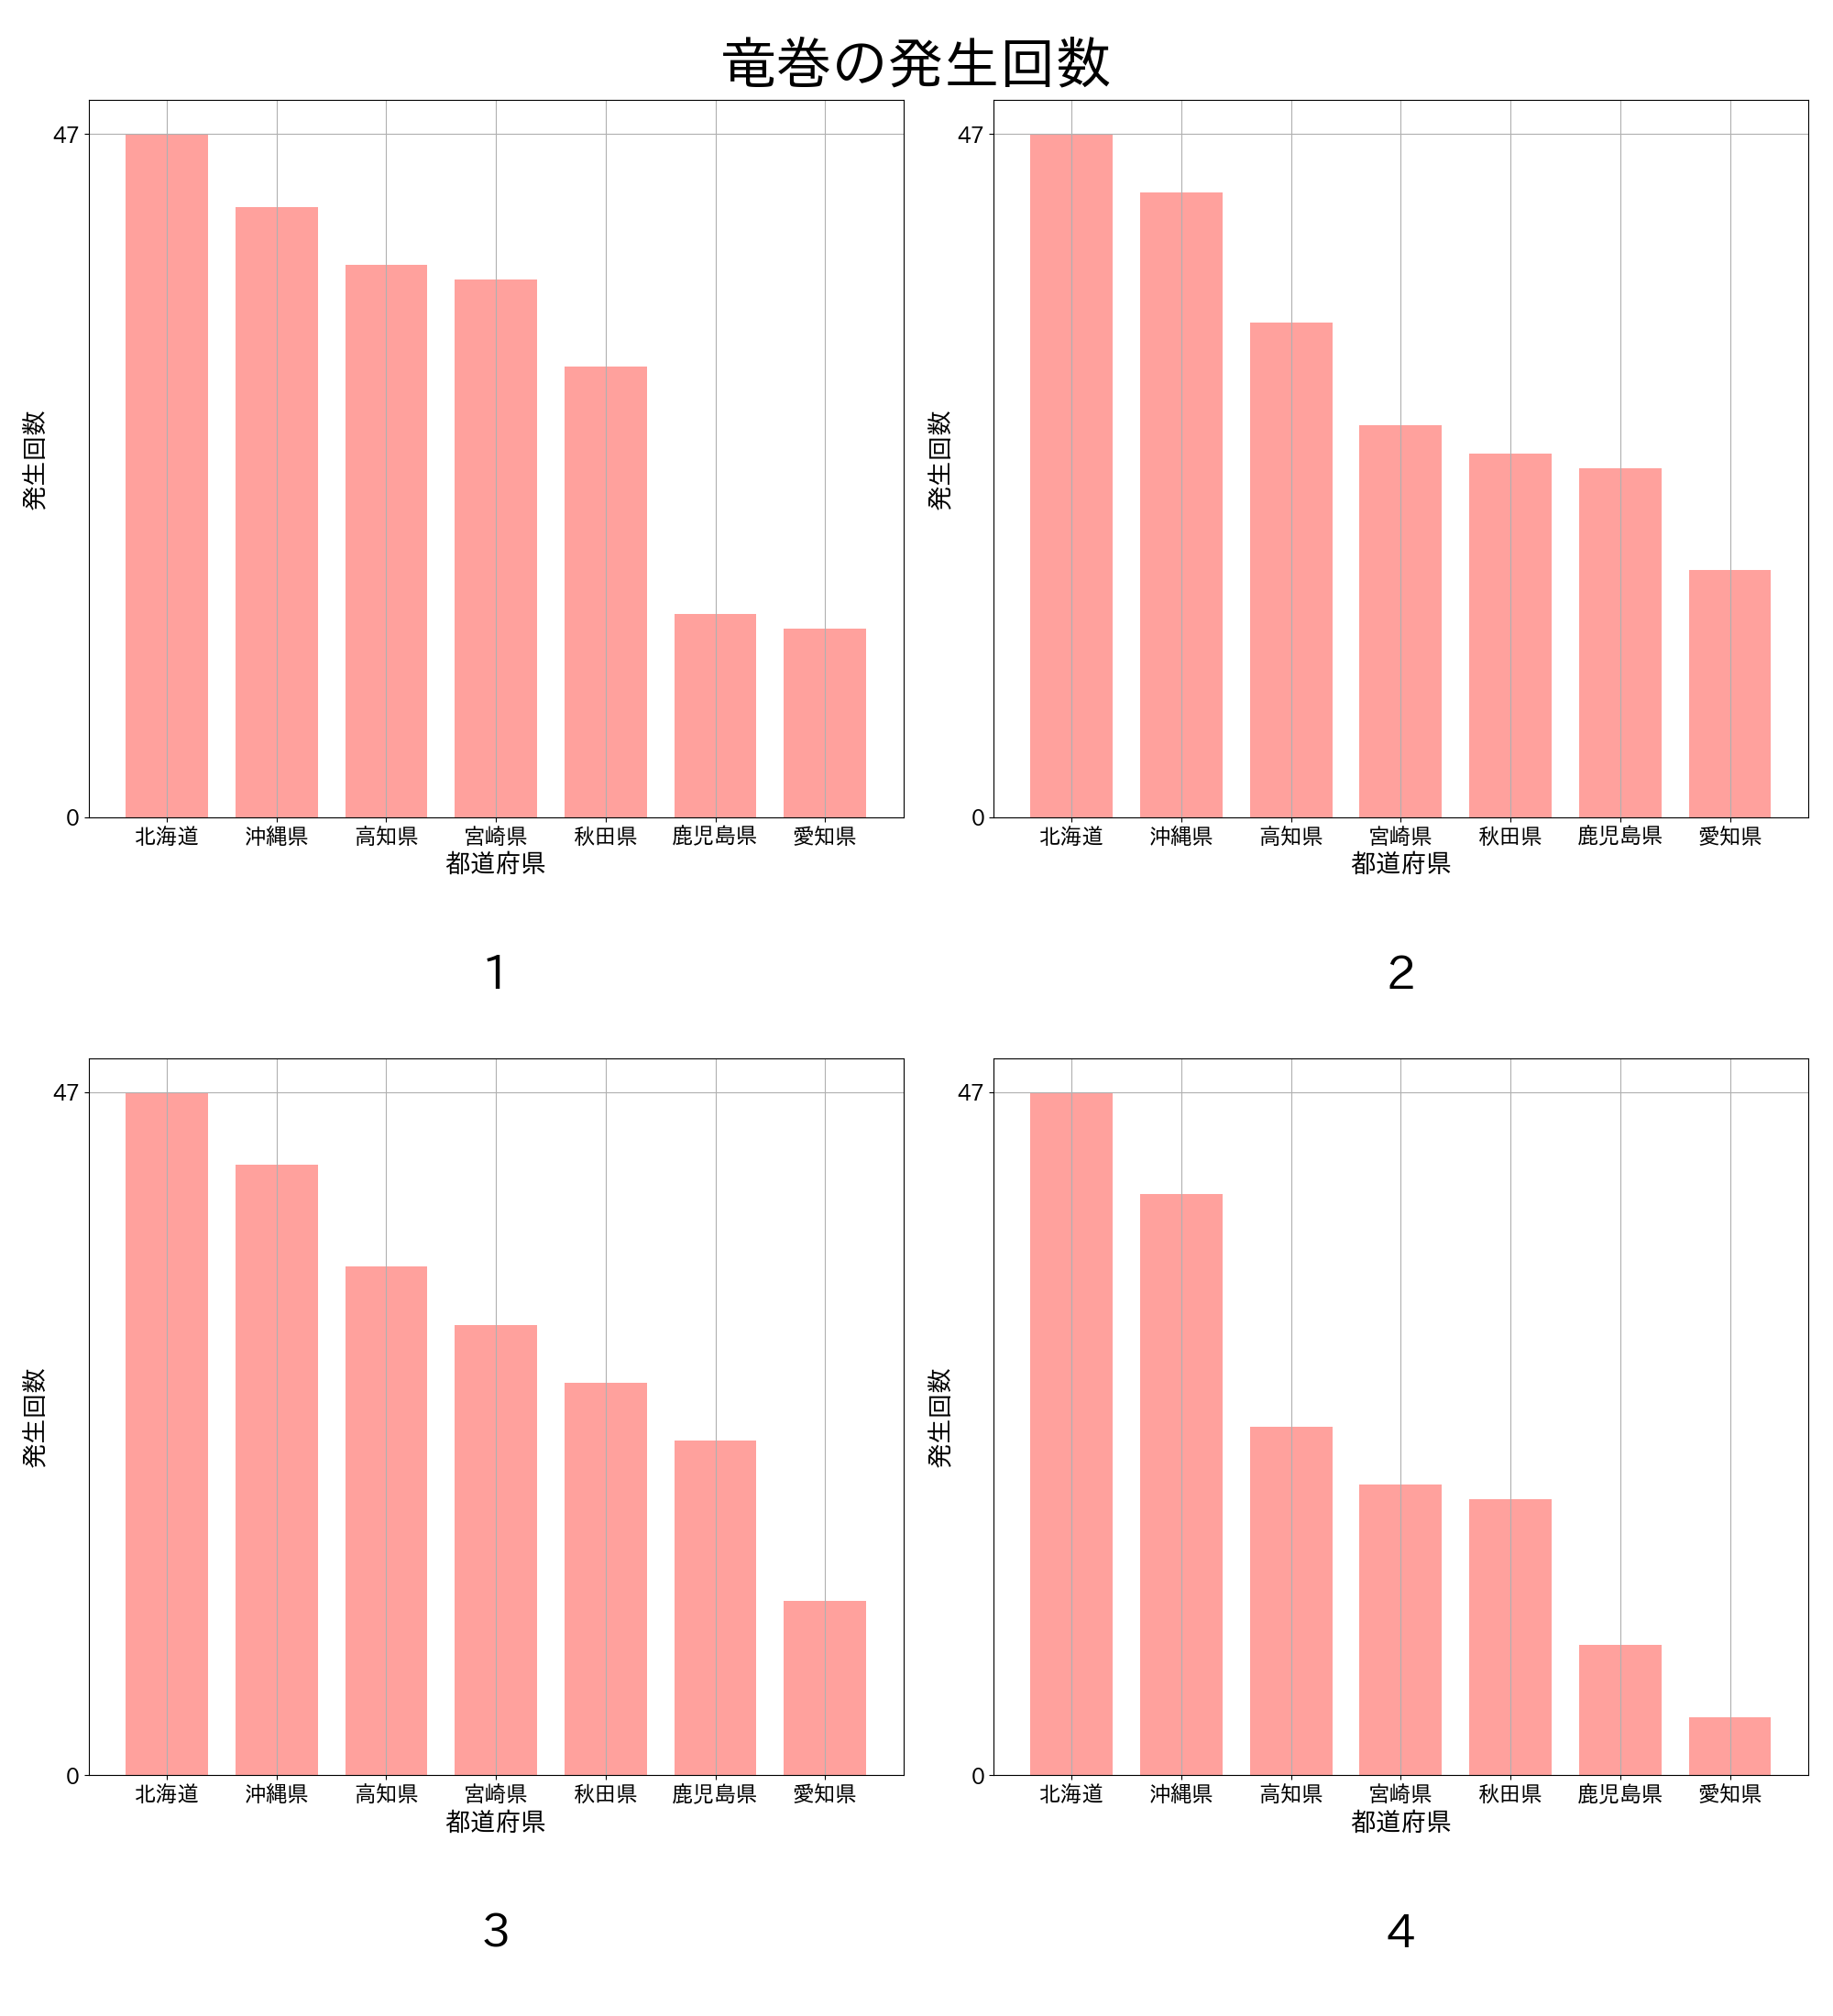 竜巻の発生回数
47
0
発生回数
北海道 沖縄県 高知県 宮崎県 秋田県 鹿児島県 愛知県
都道府県
1
47
0
発生回数
北海道 沖縄県 高知県 宮崎県 秋田県 鹿児島県 愛知県
都道府県
2
47
0
発生回数
北海道 沖縄県 高知県 宮崎県 秋田県 鹿児島県 愛知県
都道府県
3
47
0
発生回数
北海道 沖縄県 高知県 宮崎県 秋田県 鹿児島県 愛知県
都道府県
4